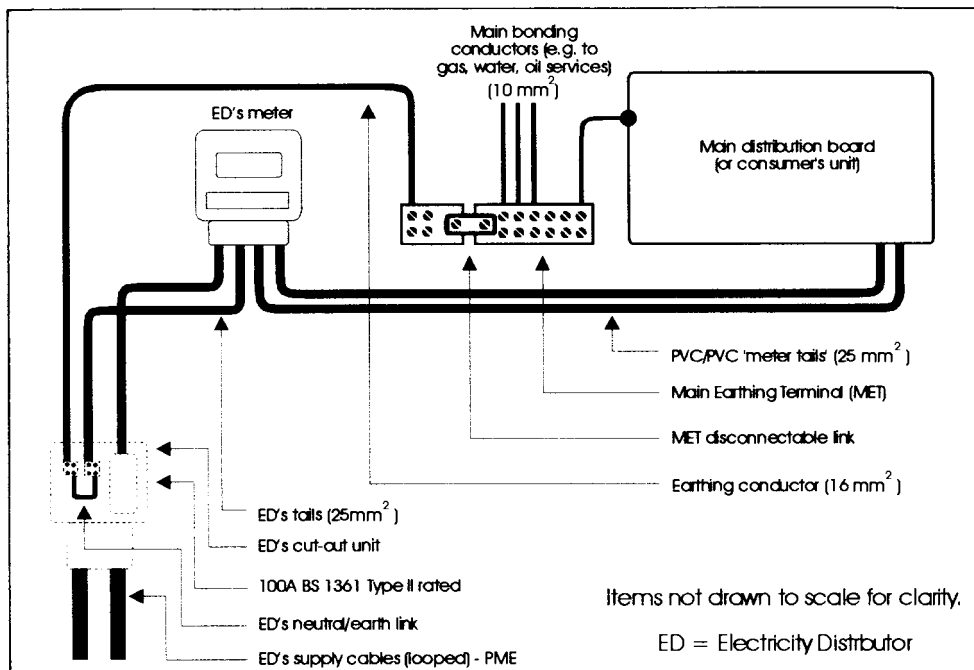 Main bonding
conductors (e.g. to
gas, water, oil services)
(10 mm²)
ED's meter
Main distribution board
(or consumer's unit)
PVC/PVC 'meter tails' (25 mm²)
Main Earthing Terminal (MET)
MET disconnectable link
Earthing conductor (16 mm²)
ED's tails (25mm²)
ED's cut-out unit
100A BS 1361 Type II rated
ED's neutral/earth link
ED's supply cables (looped) - PME
Items not drawn to scale for clarity.
ED = Electricity Distrbutor